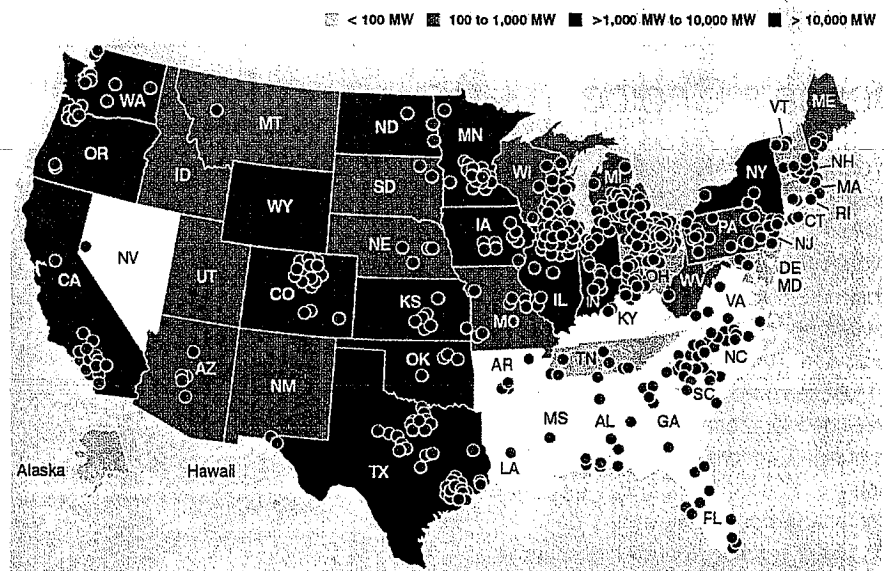 < 100 MW 100 to 1,000 MW >1,000 MW to 10,000 MW > 10,000 MW
WA
MT
ND
MN
VT
ME
OR
ID
SD
WI
MI
NY
NH
MA
RI
CT
WY
NE
IA
PA
NJ
NV
UT
CO
KS
MO
IL
IN
OH
WV
DE
MD
CA
KY
VA
AZ
NM
OK
AR
TN
NC
SC
MS
AL
GA
TX
LA
FL
Alaska
Hawaii